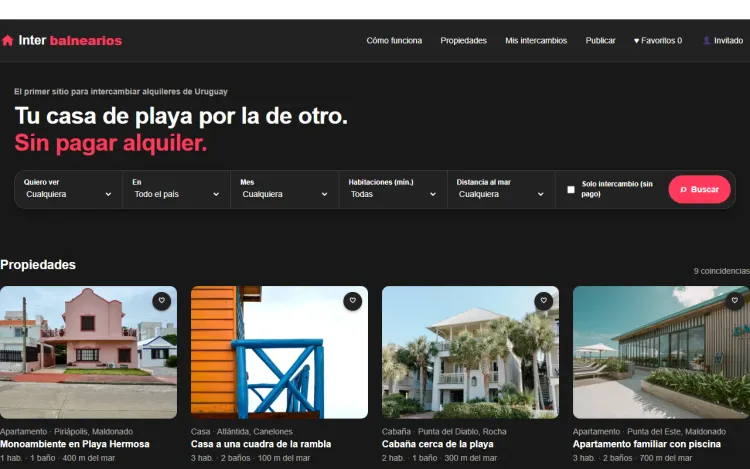 Inter balnearios
Cómo funciona
Propiedades
Mis intercambios
Publicar
♥ Favoritos 0
Invitado
El primer sitio para intercambiar alquileres de Uruguay
Tu casa de playa por la de otro.
Sin pagar alquiler.
Quiero ver
Cualquiera
En
Todo el país
Mes
Cualquiera
Habitaciones (mín.)
Todas
Distancia al mar
Cualquiera
Solo intercambio (sin
pago)
Buscar
Propiedades
9 coincidencias
Apartamento · Piriápolis, Maldonado
Monoambiente en Playa Hermosa
1 hab. · 1 baño · 400 m del mar
Casa · Atlántida, Canelones
Casa a una cuadra de la rambla
3 hab. · 2 baños · 100 m del mar
Cabaña · Punta del Diablo, Rocha
Cabaña cerca de la playa
2 hab. · 1 baño · 300 m del mar
Apartamento · Punta del Este, Maldonado
Apartamento familiar con piscina
3 hab. · 2 baños · 700 m del mar